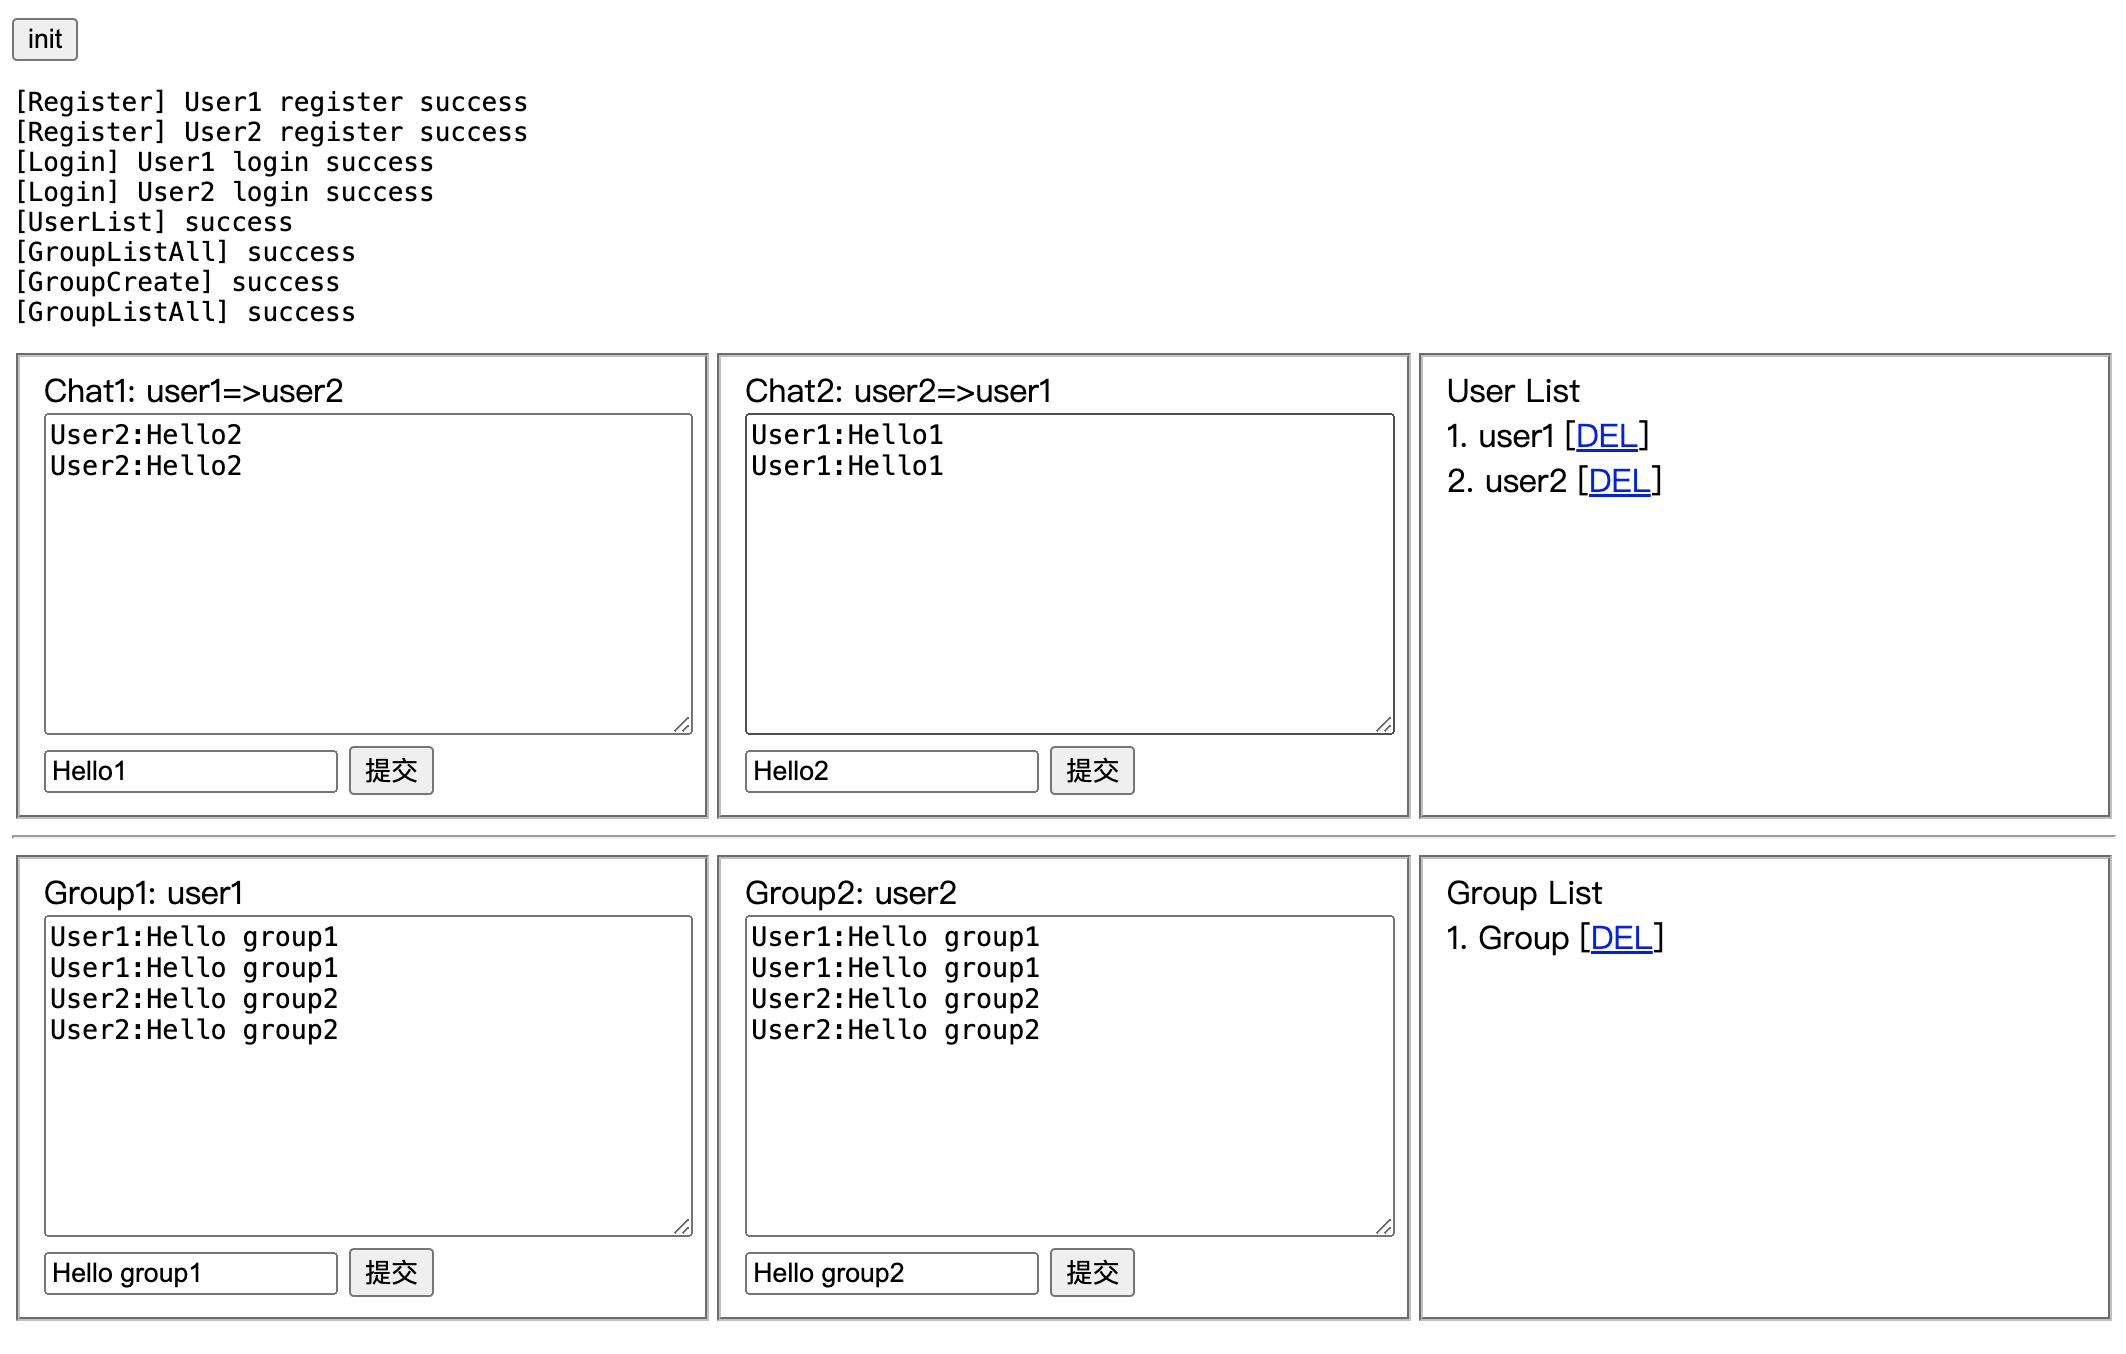 init
[Register] User1 register success
[Register] User2 register success
[Login] User1 login success
[Login] User2 login success
[UserList] success
[GroupListAll] success
[GroupCreate] success
[GroupListAll] success
Chat1: user1=>user2
User2:Hello2
User2:Hello2
Hello1
提交
Chat2: user2=>user1
User1:Hello1
User1:Hello1
Hello2
提交
User List
1. user1 [DEL]
2. user2 [DEL]
Group1: user1
User1:Hello group1
User1:Hello group1
User2:Hello group2
User2:Hello group2
Hello group1
提交
Group2: user2
User1:Hello group1
User1:Hello group1
User2:Hello group2
User2:Hello group2
Hello group2
提交
Group List
1. Group [DEL]